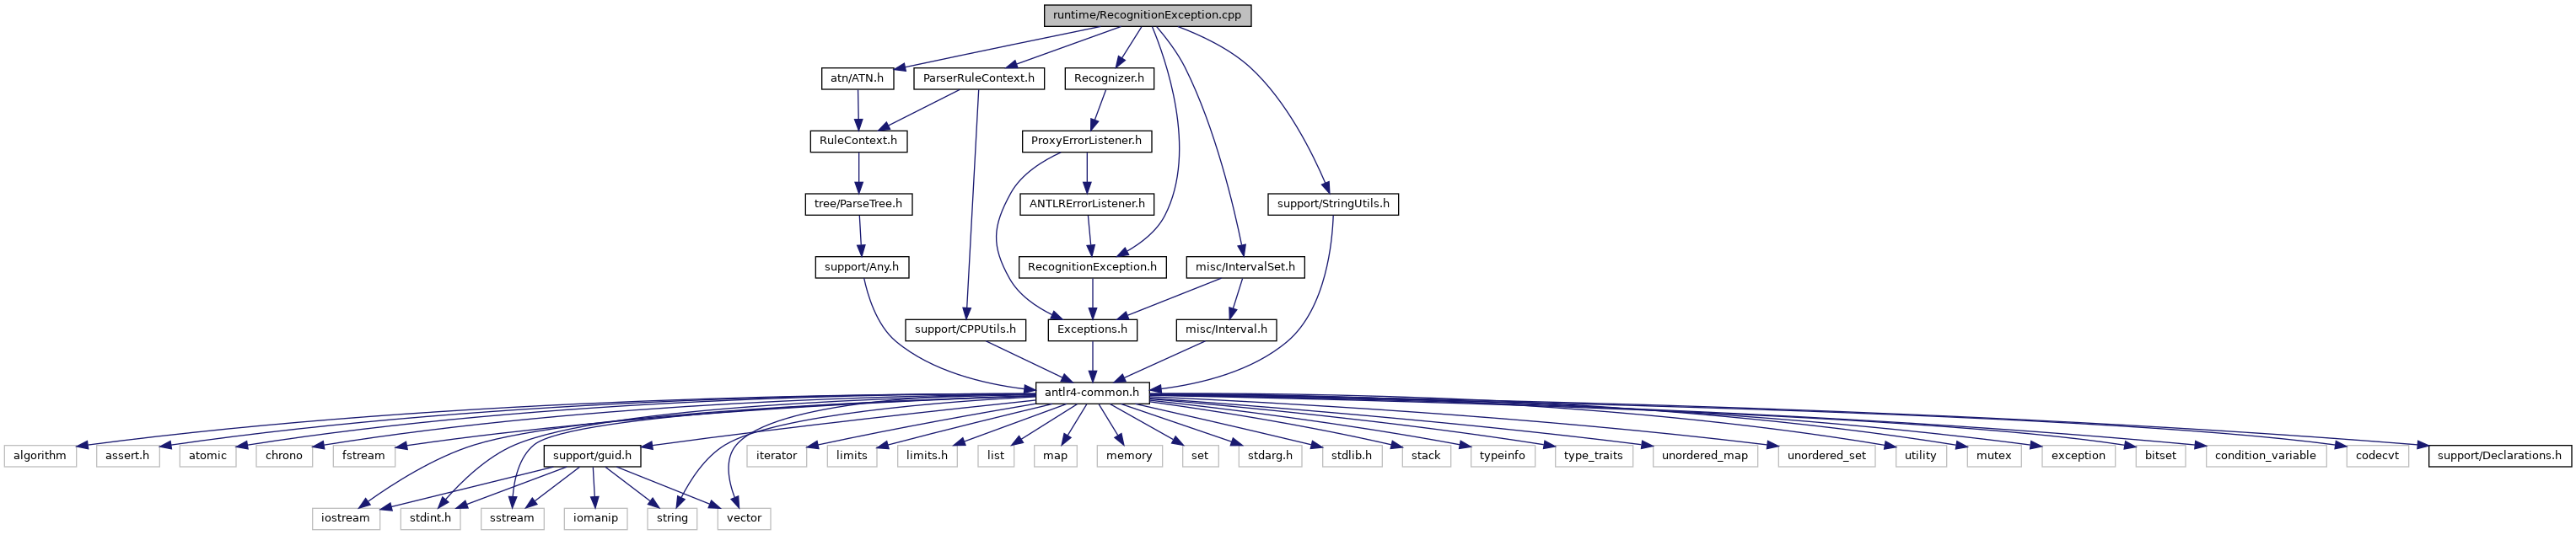 runtime/RecognitionException.cpp
atn/ATN.h
ParserRuleContext.h
Recognizer.h
RuleContext.h
ProxyErrorListener.h
tree/ParseTree.h
ANTLRErrorListener.h
support/StringUtils.h
support/Any.h
RecognitionException.h
misc/IntervalSet.h
support/CPPUtils.h
Exceptions.h
misc/Interval.h
antlr4-common.h
algorithm
assert.h
atomic
chrono
fstream
support/guid.h
iterator
limits
limits.h
list
map
memory
set
stdarg.h
stdlib.h
stack
typeinfo
type_traits
unordered_map
unordered_set
utility
mutex
exception
bitset
condition_variable
codecvt
support/Declarations.h
iostream
stdint.h
sstream
iomanip
string
vector